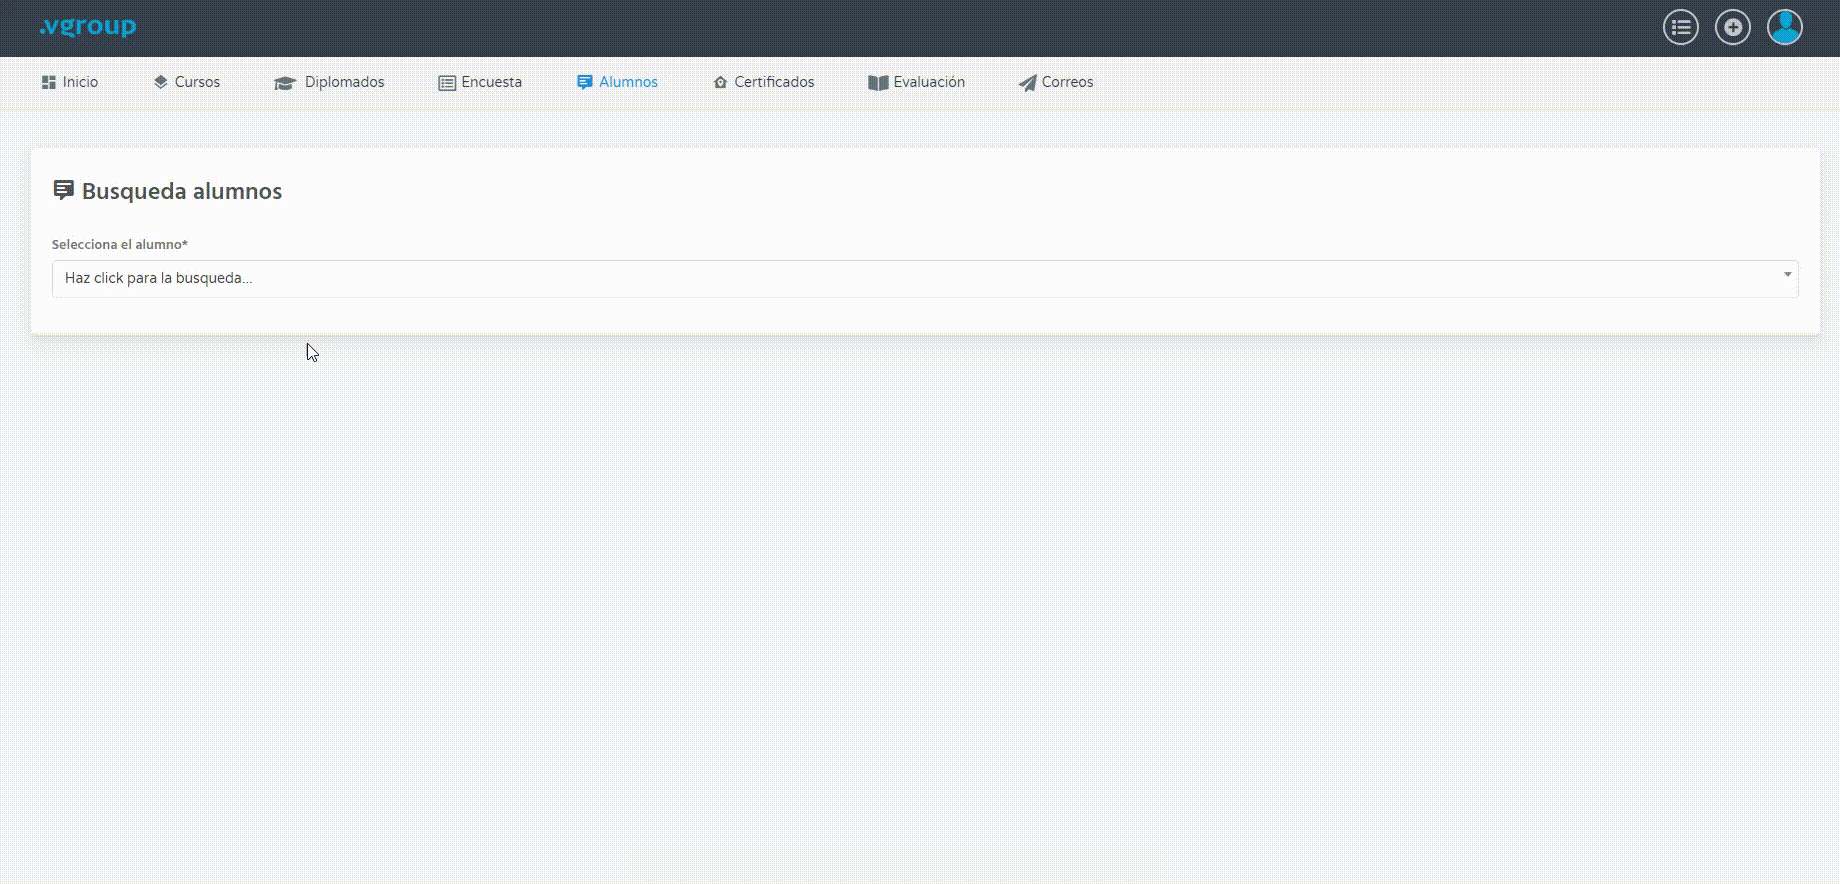 .vgroup
Inicio Cursos Diplomados Encuesta Alumnos Certificados Evaluación Correos
Busqueda alumnos
Selecciona el alumno*
Haz click para la busqueda...